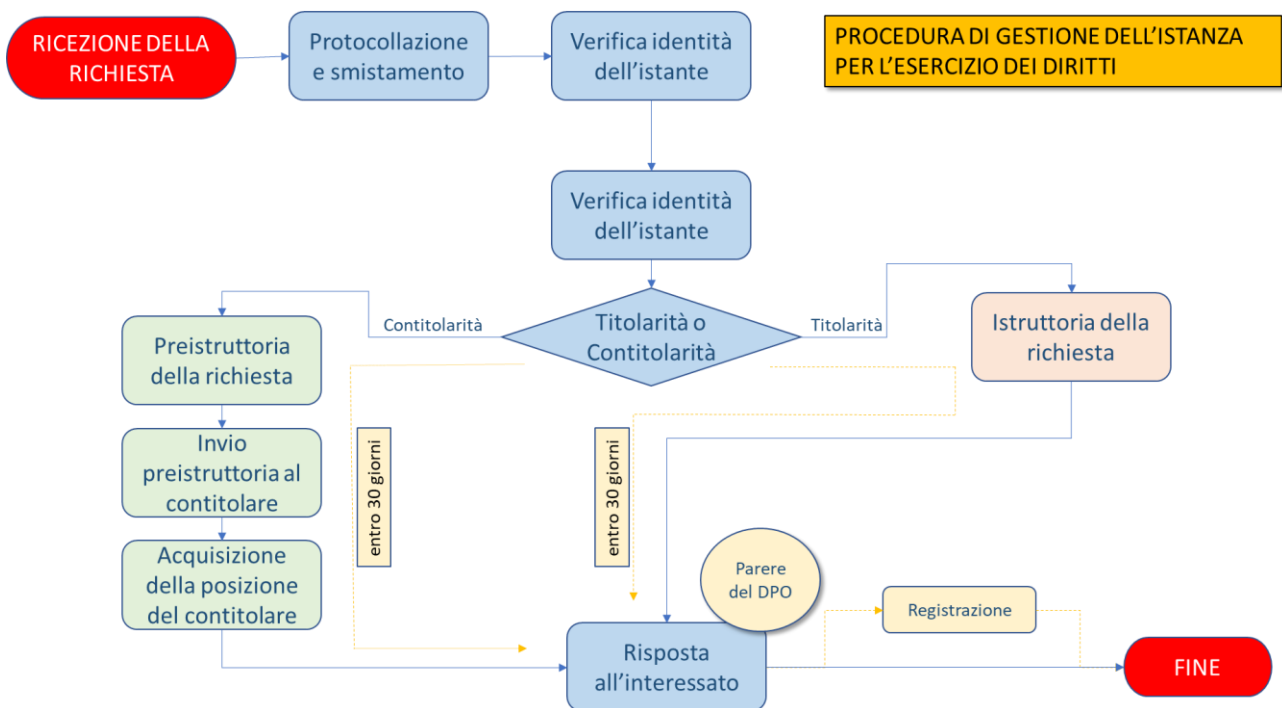 RICEZIONE DELLA
RICHIESTA
Protocollazione
e smistamento
Verifica identità
dell'istante
PROCEDURA DI GESTIONE DELL'ISTANZA
PER L'ESERCIZIO DEI DIRITTI
Verifica identità
dell'istante
Contitolarità
Titolarità o
Contitolarità
Titolarità
Istruttoria della
richiesta
Preistruttoria
della richiesta
Invio
preistruttoria al
contitolare
entro 30 giorni
entro 30 giorni
Acquisizione
della posizione
del contitolare
Parere
del DPO
Registrazione
Risposta
all'interessato
FINE